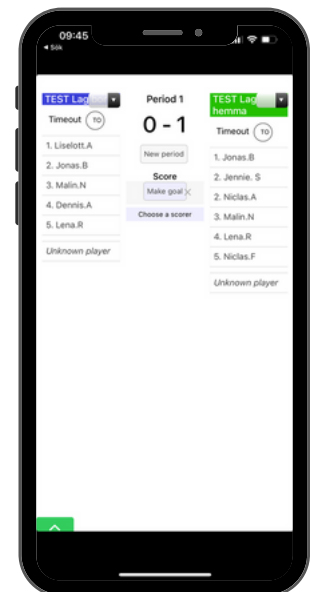 09:45
◂ Sök
TEST Lag
Timeout TO
1. Liselott.A
2. Jonas.B
3. Malin.N
4. Dennis.A
5. Lena.R
Unknown player
Period 1
0 - 1
New period
Score
Make goal
Choose a scorer
TEST Lag
hemma
Timeout TO
1. Jonas.B
2. Jennie. S
2. Niclas.A
3. Malin.N
4. Lena.R
5. Niclas.F
Unknown player